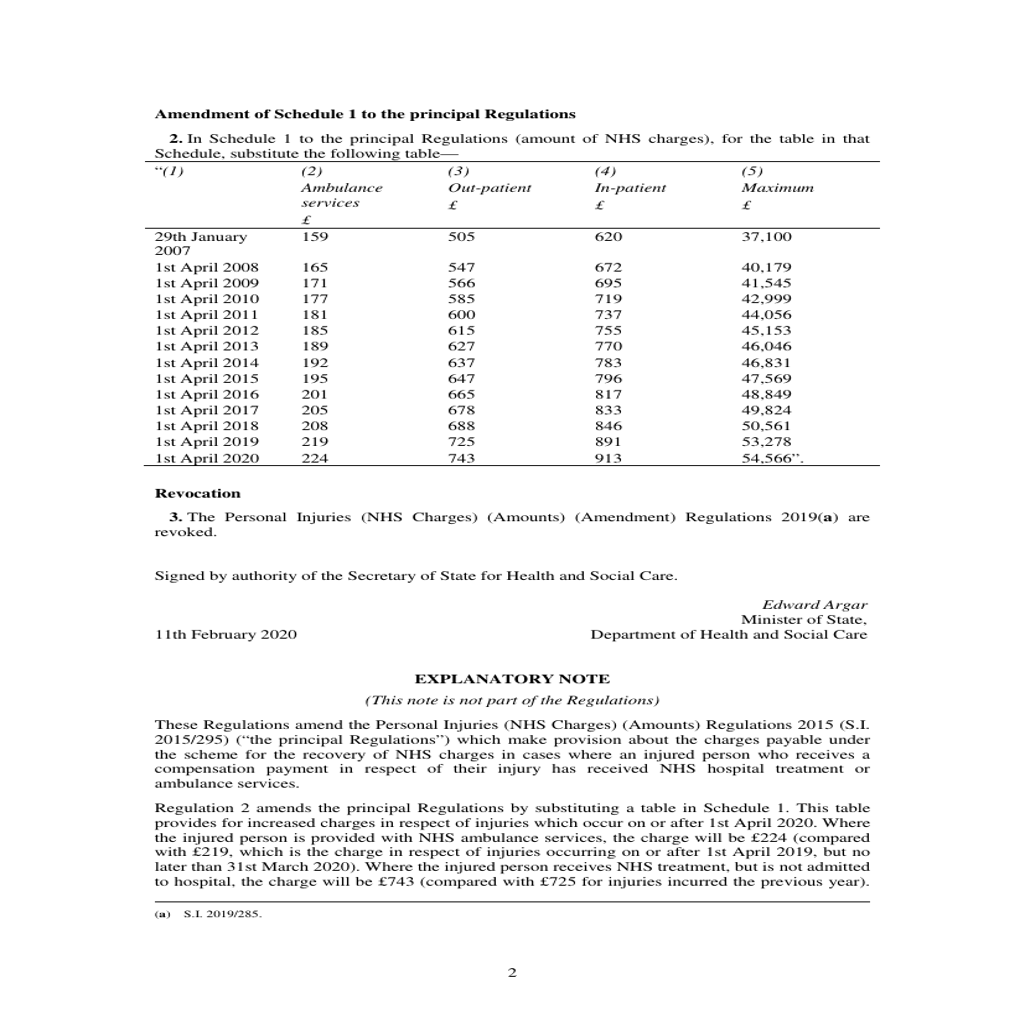 Amendment of Schedule 1 to the principal Regulations
2. In Schedule 1 to the principal Regulations (amount of NHS charges), for the table in that
Schedule, substitute the following table—
“(1) (2) (3) (4) (5)
Ambulance Out-patient In-patient Maximum
services £ £ £
£
29th January 159 505 620 37,100
2007
1st April 2008 165 547 672 40,179
1st April 2009 171 566 695 41,545
1st April 2010 177 585 719 42,999
1st April 2011 181 600 737 44,056
1st April 2012 185 615 755 45,153
1st April 2013 189 627 770 46,046
1st April 2014 192 637 783 46,831
1st April 2015 195 647 796 47,569
1st April 2016 201 665 817 48,849
1st April 2017 205 678 833 49,824
1st April 2018 208 688 846 50,561
1st April 2019 219 725 891 53,278
1st April 2020 224 743 913 54,566”.
Revocation
3. The Personal Injuries (NHS Charges) (Amounts) (Amendment) Regulations 2019(a) are
revoked.
Signed by authority of the Secretary of State for Health and Social Care.
Edward Argar
Minister of State,
11th February 2020 Department of Health and Social Care
EXPLANATORY NOTE
(This note is not part of the Regulations)
These Regulations amend the Personal Injuries (NHS Charges) (Amounts) Regulations 2015 (S.I.
2015/295) (“the principal Regulations”) which make provision about the charges payable under
the scheme for the recovery of NHS charges in cases where an injured person who receives a
compensation payment in respect of their injury has received NHS hospital treatment or
ambulance services.
Regulation 2 amends the principal Regulations by substituting a table in Schedule 1. This table
provides for increased charges in respect of injuries which occur on or after 1st April 2020. Where
the injured person is provided with NHS ambulance services, the charge will be £224 (compared
with £219, which is the charge in respect of injuries occurring on or after 1st April 2019, but no
later than 31st March 2020). Where the injured person receives NHS treatment, but is not admitted
to hospital, the charge will be £743 (compared with £725 for injuries incurred the previous year).
(a) S.I. 2019/285.
2